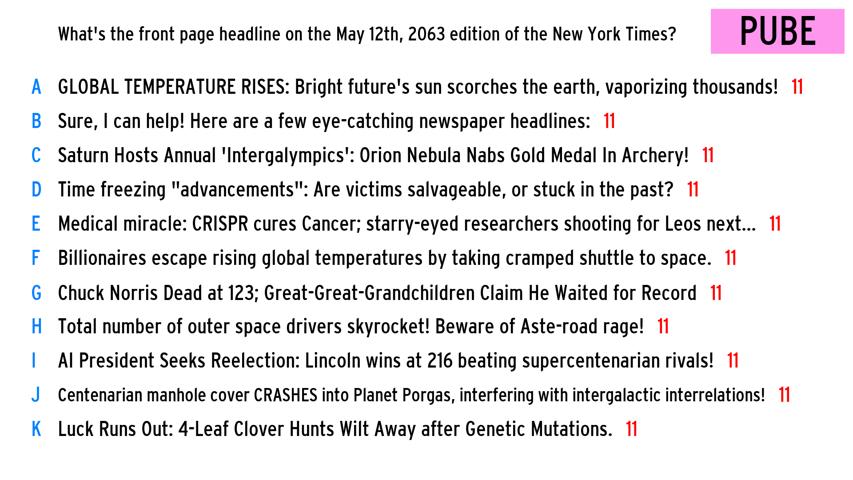 What's the front page headline on the May 12th, 2063 edition of the New York Times?
PUBE
A GLOBAL TEMPERATURE RISES: Bright future's sun scorches the earth, vaporizing thousands! 11
B Sure, I can help! Here are a few eye-catching newspaper headlines: 11
C Saturn Hosts Annual 'Intergalympics': Orion Nebula Nabs Gold Medal In Archery! 11
D Time freezing "advancements": Are victims salvageable, or stuck in the past? 11
E Medical miracle: CRISPR cures Cancer; starry-eyed researchers shooting for Leos next... 11
F Billionaires escape rising global temperatures by taking cramped shuttle to space. 11
G Chuck Norris Dead at 123; Great-Great-Grandchildren Claim He Waited for Record 11
H Total number of outer space drivers skyrocket! Beware of Aste-road rage! 11
I AI President Seeks Reelection: Lincoln wins at 216 beating supercentenarian rivals! 11
J Centenarian manhole cover CRASHES into Planet Porgas, interfering with intergalactic interrelations! 11
K Luck Runs Out: 4-Leaf Clover Hunts Wilt Away after Genetic Mutations. 11